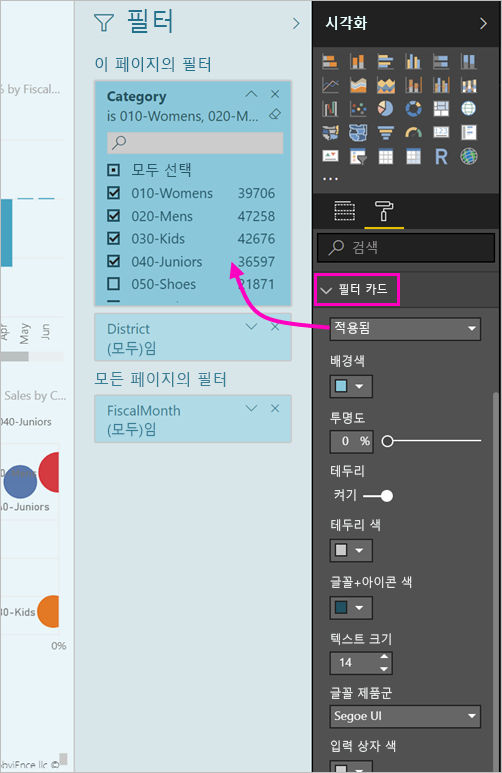 필터
시각화
6 by Fiscal...
Apr
May
Jun
Sales by C...
040-Juniors
-Juniors
30-Kids
0%
obviEnce llc ©
이 페이지의 필터
Category
is 010-Womens, 020-M...
모두 선택
010-Womens 39706
020-Mens 47258
030-Kids 42676
040-Juniors 36597
050-Shoes 21871
District
(모두)임
모든 페이지의 필터
FiscalMonth
(모두)임
R
...
검색
필터 카드
적용됨
배경색
투명도
0 %
테두리
켜기
테두리 색
글꼴+아이콘 색
텍스트 크기
14
글꼴 제품군
Segoe UI
입력 상자 색